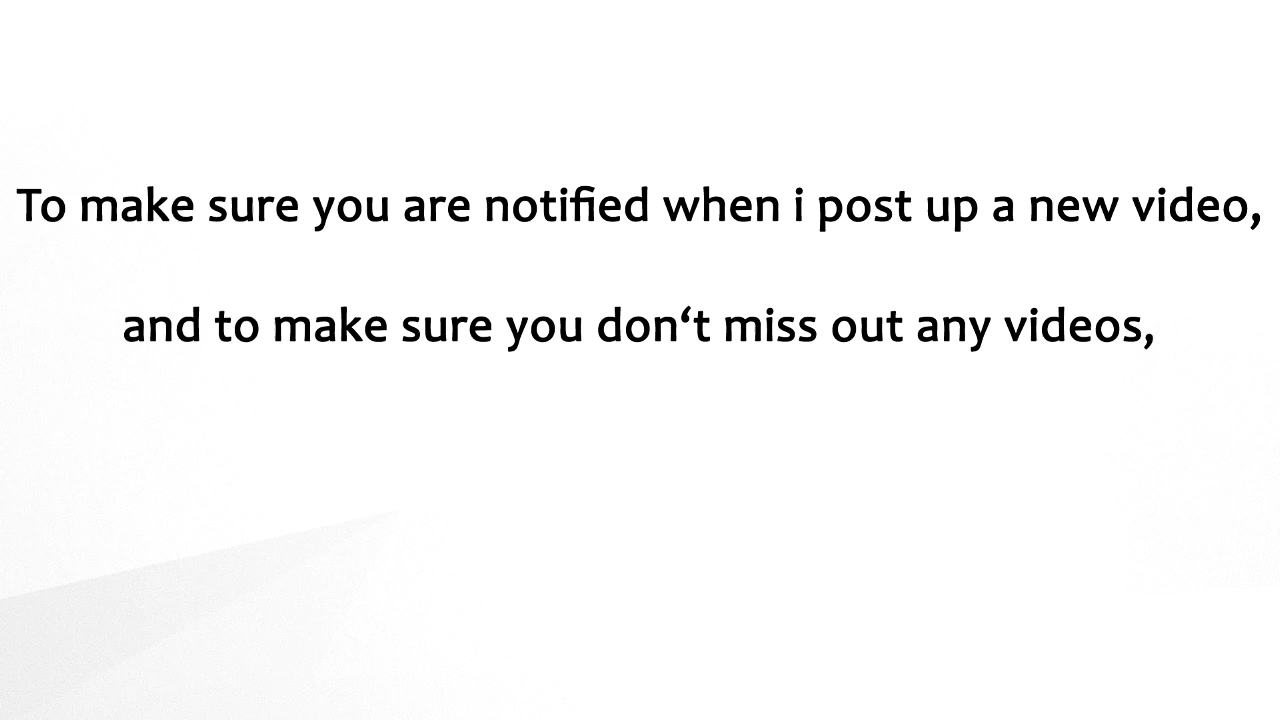 To make sure you are notified when i post up a new video,
and to make sure you don‘t miss out any videos,